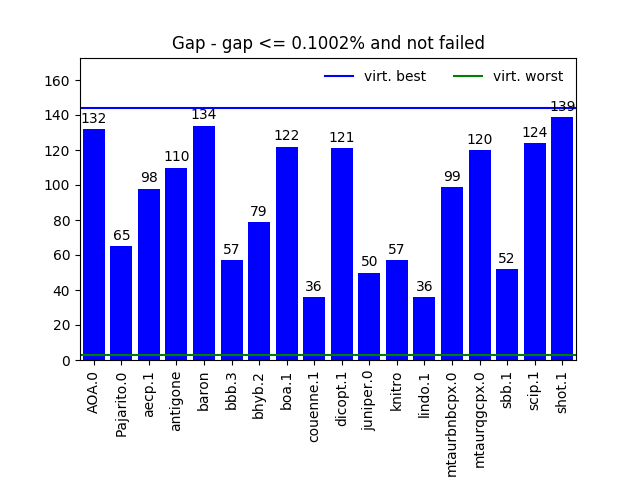 Gap - gap <= 0.1002% and not failed
virt. best
virt. worst
160
140
120
100
80
60
40
20
0
132
65
98
110
134
57
79
122
36
121
50
57
36
99
120
52
124
139
AOA.0
Pajarito.0
aecp.1
antigone
baron
bbb.3
bhyb.2
boa.1
couenne.1
dicopt.1
juniper.0
knitro
lindo.1
mtaurbnbcpx.0
mtaurqgcpx.0
sbb.1
scip.1
shot.1